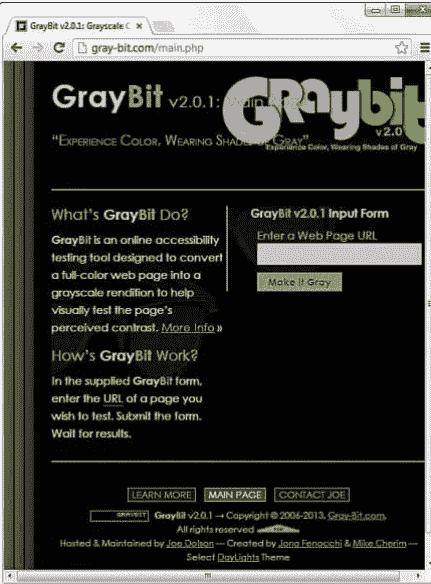 GrayBit v2.0.1: Grayscale C
gray-bit.com/main.php
GrayBit v2.0.1: Main
Graybit
v2.0
"Experience Color, Wearing Shades of Gray"
Experience Color, Wearing Shades of Gray
What's GrayBit Do?
GrayBit is an online accessibility
testing tool designed to convert
a full-color web page into a
grayscale rendition to help
visually test the page's
perceived contrast. More Info »
How's GrayBit Work?
In the supplied GrayBit form,
enter the URL of a page you
wish to test. Submit the form.
Wait for results.
GrayBit v2.0.1 Input Form
Enter a Web Page URL
Make it Gray
LEARN MORE MAIN PAGE CONTACT JOE
GRAYBIT GrayBit v2.0.1 → Copyright © 2006-2013, Gray-Bit.com,
All rights reserved
Hosted & Maintained by Joe Dolson — Created by Jona Fenocchi & Mike Cherim —
Select DayLights Theme